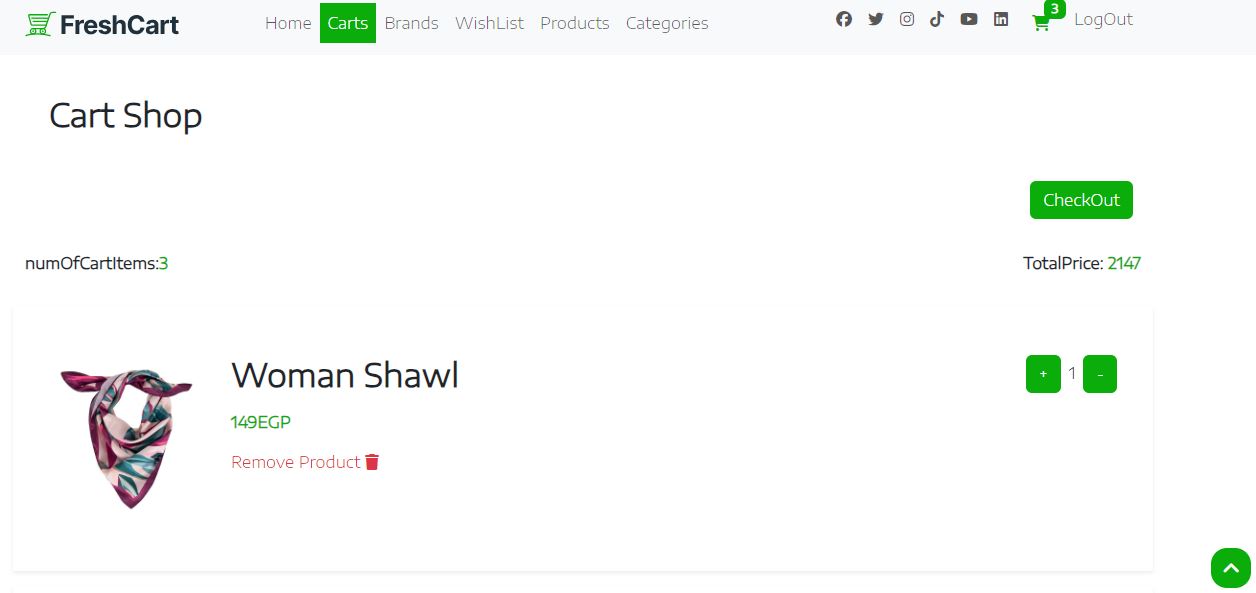 FreshCart Home Carts Brands WishList Products Categories 3 LogOut
Cart Shop
CheckOut
numOfCartItems:3 TotalPrice: 2147
Woman Shawl
+ 1 -
149EGP
Remove Product